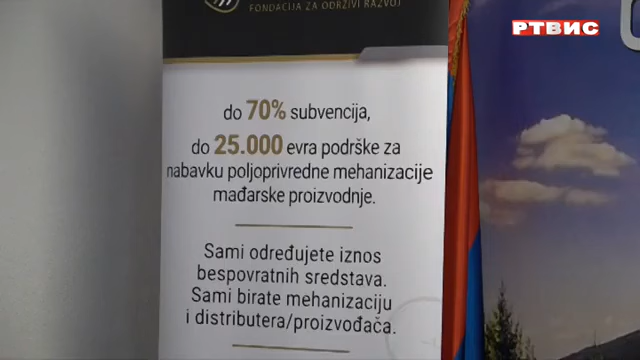 FONDACIJA ZA ODRŽIVI RAZVOJ
РТВИС
do 70% subvencija,
do 25.000 evra podrške za
nabavku poljoprivredne mehanizacije
mađarske proizvodnje.
Sami određujete iznos
bespovratnih sredstava.
Sami birate mehanizaciju
i distributera/proizvođača.